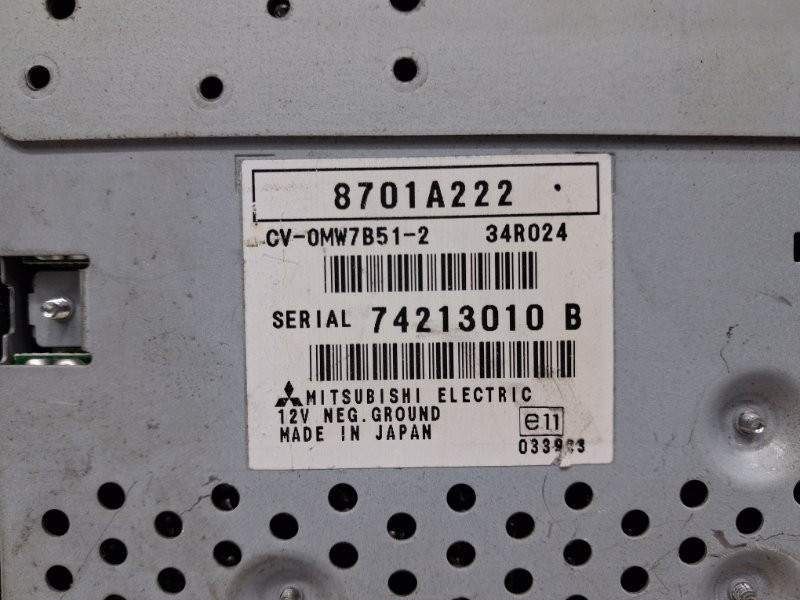 8701A222
CV-0MW7B51-2 34R024
SERIAL 74213010 B
MITSUBISHI ELECTRIC
12V NEG.GROUND
MADE IN JAPAN
e11